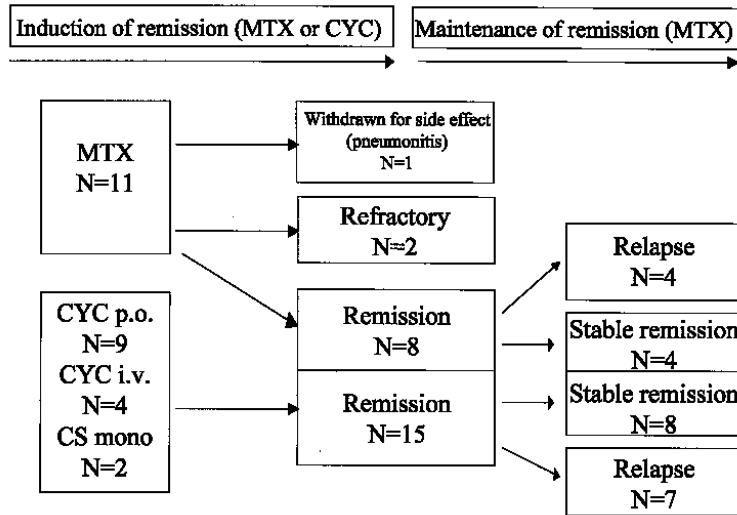 Induction of remission (MTX or CYC)
Maintenance of remission (MTX)
MTX
N=11
Withdrawn for side effect
(pneumonitis)
N=1
Refractory
N=2
Remission
N=8
Relapse
N=4
Stable remission
N=4
CYC p.o.
N=9
CYC i.v.
N=4
CS mono
N=2
Remission
N=15
Stable remission
N=8
Relapse
N=7